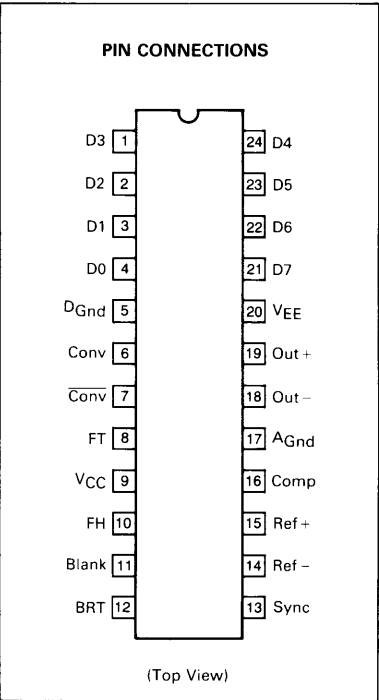 PIN CONNECTIONS
D3 1 24 D4
D2 2 23 D5
D1 3 22 D6
D0 4 21 D7
DGnd 5 20 VEE
Conv 6 19 Out+
Conv 7 18 Out−
FT 8 17 AGnd
VCC 9 16 Comp
FH 10 15 Ref+
Blank 11 14 Ref−
BRT 12 13 Sync
(Top View)